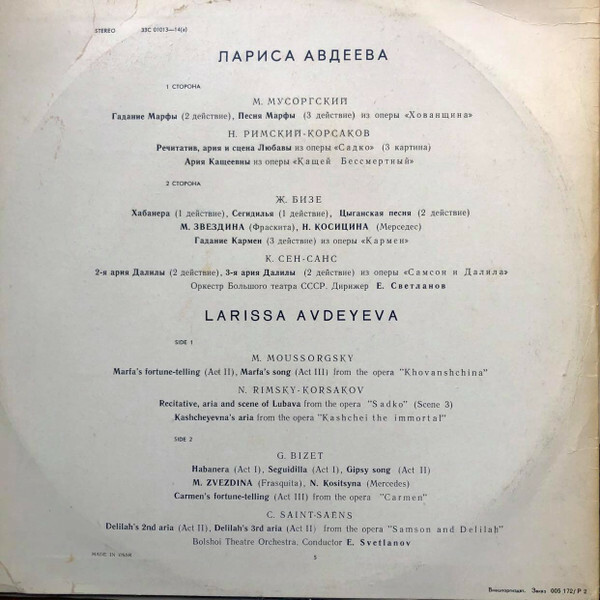 STEREO 33С 01013—14(а)
ЛАРИСА АВДЕЕВА
1 СТОРОНА
М. МУСОРГСКИЙ
Гадание Марфы (2 действие), Песня Марфы (3 действие) из оперы «Хованщина»
Н. РИМСКИЙ-КОРСАКОВ
Речитатив, ария и сцена Любавы из оперы «Садко» (3 картина)
Ария Кащеевны из оперы «Кащей Бессмертный»
2 СТОРОНА
Ж. БИЗЕ
Хабанера (1 действие), Сегидилья (1 действие), Цыганская песня (2 действие)
М. ЗВЕЗДИНА (Фраскита), Н. КОСИЦИНА (Мерседес)
Гадание Кармен (3 действие) из оперы «Кармен»
К. СЕН-САНС
2-я ария Далилы (2 действие), 3-я ария Далилы (2 действие) из оперы «Самсон и Далила»
Оркестр Большого театра СССР. Дирижер Е. Светланов
LARISSA AVDEYEVA
SIDE 1
M. MOUSSORGSKY
Marfa's fortune-telling (Act II), Marfa's song (Act III) from the opera "Khovanshchina"
N. RIMSKY-KORSAKOV
Recitative, aria and scene of Lubava from the opera "Sadko" (Scene 3)
Kashcheyevna's aria from the opera "Kashchei the immortal"
SIDE 2
G. BIZET
Habanera (Act I), Seguidilla (Act I), Gipsy song (Act II)
M. ZVEZDINA (Frasquita), N. Kositsyna (Mercedes)
Carmen's fortune-telling (Act III) from the opera "Carmen"
C. SAINT-SAËNS
Delilah's 2nd aria (Act II), Delilah's 3rd aria (Act II) from the opera "Samson and Delilah"
Bolshoi Theatre Orchestra, Conductor E. Svetlanov
MADE IN USSR 5
Внешторгиздат. Заказ 005 170/Р 2